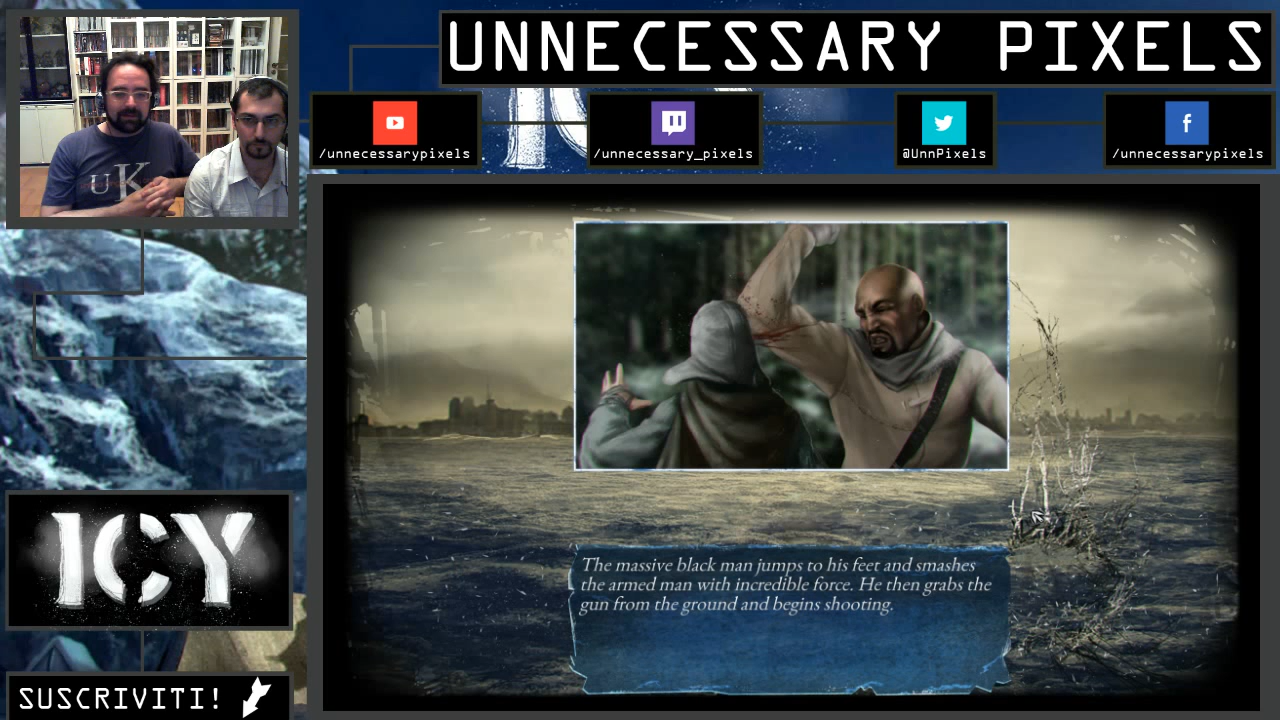 UNNECESSARY PIXELS
/unnecessarypixels
/unnecessary_pixels
@UnnPixels
/unnecessarypixels
UK
The massive black man jumps to his feet and smashes
the armed man with incredible force. He then grabs the
gun from the ground and begins shooting.
ICY
SUSCRIVITI!